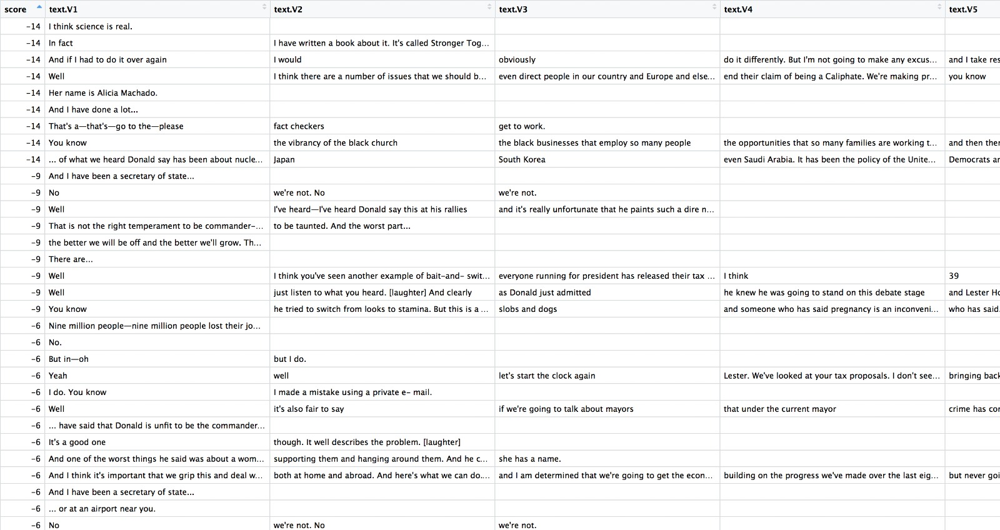 score text.V1 text.V2 text.V3 text.V4 text.V5
-14 I think science is real.
-14 In fact I have written a book about it. It's called Stronger Tog...
-14 And if I had to do it over again I would obviously do it differently. But I'm not going to make any excus... and I take res
-14 Well I think there are a number of issues that we should b... even direct people in our country and Europe and else... end their claim of being a Caliphate. We're making pr... you know
-14 Her name is Alicia Machado.
-14 And I have done a lot...
-14 That's a—that's—go to the—please fact checkers get to work.
-14 You know the vibrancy of the black church the black businesses that employ so many people the opportunities that so many families are working t... and then ther
-14 ... of what we heard Donald say has been about nucle... Japan South Korea even Saudi Arabia. It has been the policy of the Unite... Democrats an
-9 And I have been a secretary of state...
-9 No we're not. No we're not.
-9 Well I've heard—I've heard Donald say this at his rallies and it's really unfortunate that he paints such a dire n...
-9 That is not the right temperament to be commander-... to be taunted. And the worst part...
-9 the better we will be off and the better we'll grow. Th...
-9 There are...
-9 Well I think you've seen another example of bait-and- swit... everyone running for president has released their tax ... I think 39
-9 Well just listen to what you heard. [laughter] And clearly as Donald just admitted he knew he was going to stand on this debate stage and Lester Ho
-9 You know he tried to switch from looks to stamina. But this is a ... slobs and dogs and someone who has said pregnancy is an inconveni... who has said.
-6 Nine million people—nine million people lost their jo...
-6 No.
-6 But in—oh but I do.
-6 Yeah well let's start the clock again Lester. We've looked at your tax proposals. I don't see... bringing back
-6 I do. You know I made a mistake using a private e- mail.
-6 Well it's also fair to say if we're going to talk about mayors that under the current mayor crime has con
-6 ... have said that Donald is unfit to be the commander...
-6 It's a good one though. It well describes the problem. [laughter]
-6 And one of the worst things he said was about a wom... supporting them and hanging around them. And he c... she has a name.
-6 And I think it's important that we grip this and deal w... both at home and abroad. And here's what we can do.... and I am determined that we're going to get the econ... building on the progress we've made over the last eig... but never goi
-6 And I have been a secretary of state...
-6 ... or at an airport near you.
-6 No we're not. No we're not.